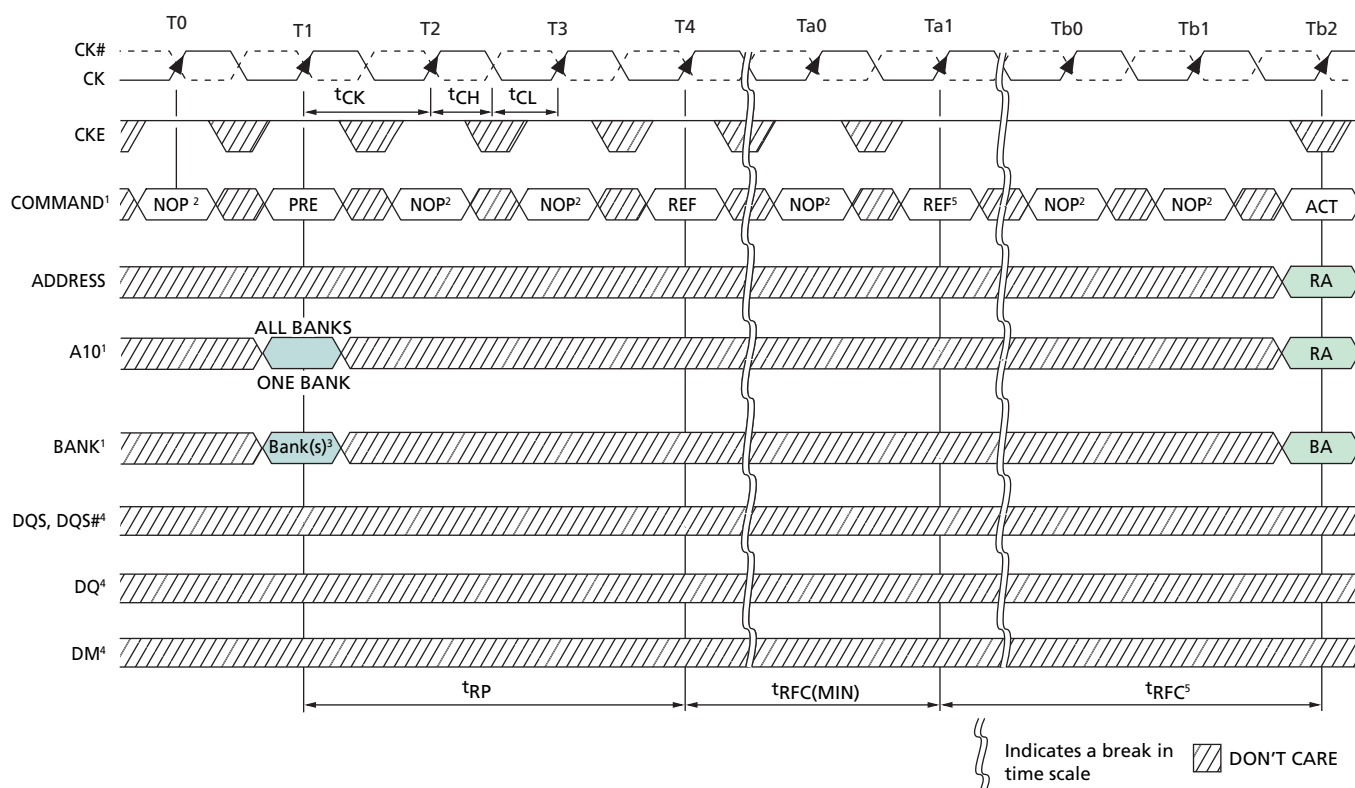 T0 T1 T2 T3 T4 Ta0 Ta1 Tb0 Tb1 Tb2
CK#
CK
tCK tCH tCL
CKE
COMMAND¹ NOP ² PRE NOP² NOP² REF NOP² REF⁵ NOP² NOP² ACT
ADDRESS RA
ALL BANKS
A10¹ RA
ONE BANK
BANK¹ Bank(s)³ BA
DQS, DQS#⁴
DQ⁴
DM⁴
tRP tRFC(MIN) tRFC⁵
Indicates a break in
time scale
DON'T CARE